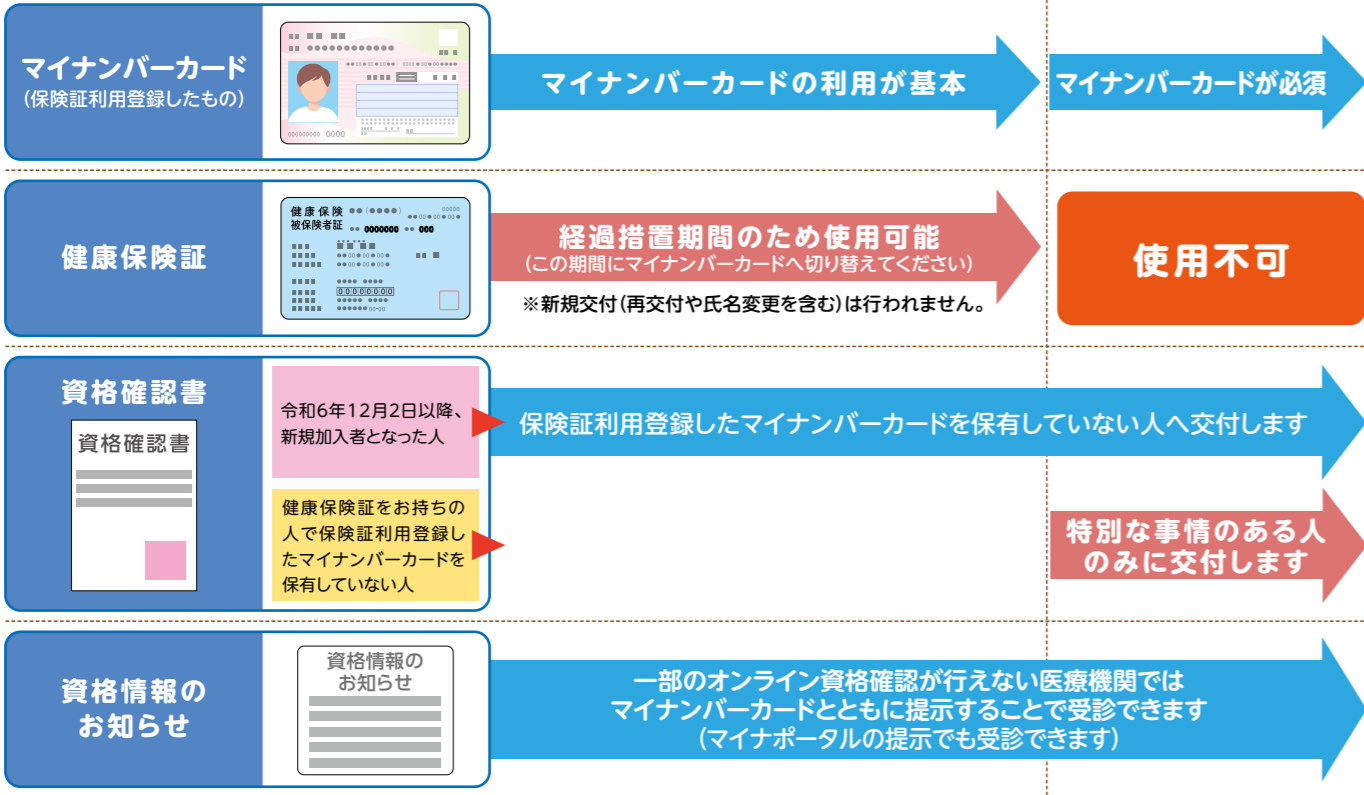 マイナンバーカード
(保険証利用登録したもの)
000000000 0000
マイナンバーカードの利用が基本
マイナンバーカードが必須
健康保険証
健康保険
被保険者証
00000
0000000
000
00000000
経過措置期間のため使用可能
(この期間にマイナンバーカードへ切り替えてください)
※新規交付(再交付や氏名変更を含む)は行われません。
使用不可
資格確認書
資格確認書
令和6年12月2日以降、
新規加入者となった人
保険証利用登録したマイナンバーカードを保有していない人へ交付します
健康保険証をお持ちの
人で保険証利用登録し
たマイナンバーカードを
保有していない人
特別な事情のある人
のみに交付します
資格情報の
お知らせ
資格情報の
お知らせ
一部のオンライン資格確認が行えない医療機関では
マイナンバーカードとともに提示することで受診できます
(マイナポータルの提示でも受診できます)